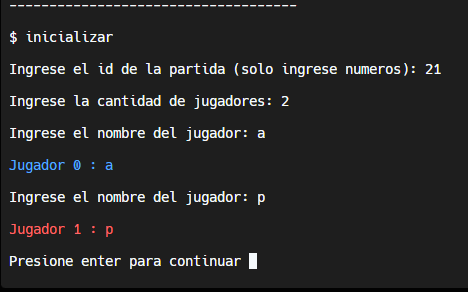 ------------------------------------
$ inicializar
Ingrese el id de la partida (solo ingrese numeros): 21
Ingrese la cantidad de jugadores: 2
Ingrese el nombre del jugador: a
Jugador 0 : a
Ingrese el nombre del jugador: p
Jugador 1 : p
Presione enter para continuar